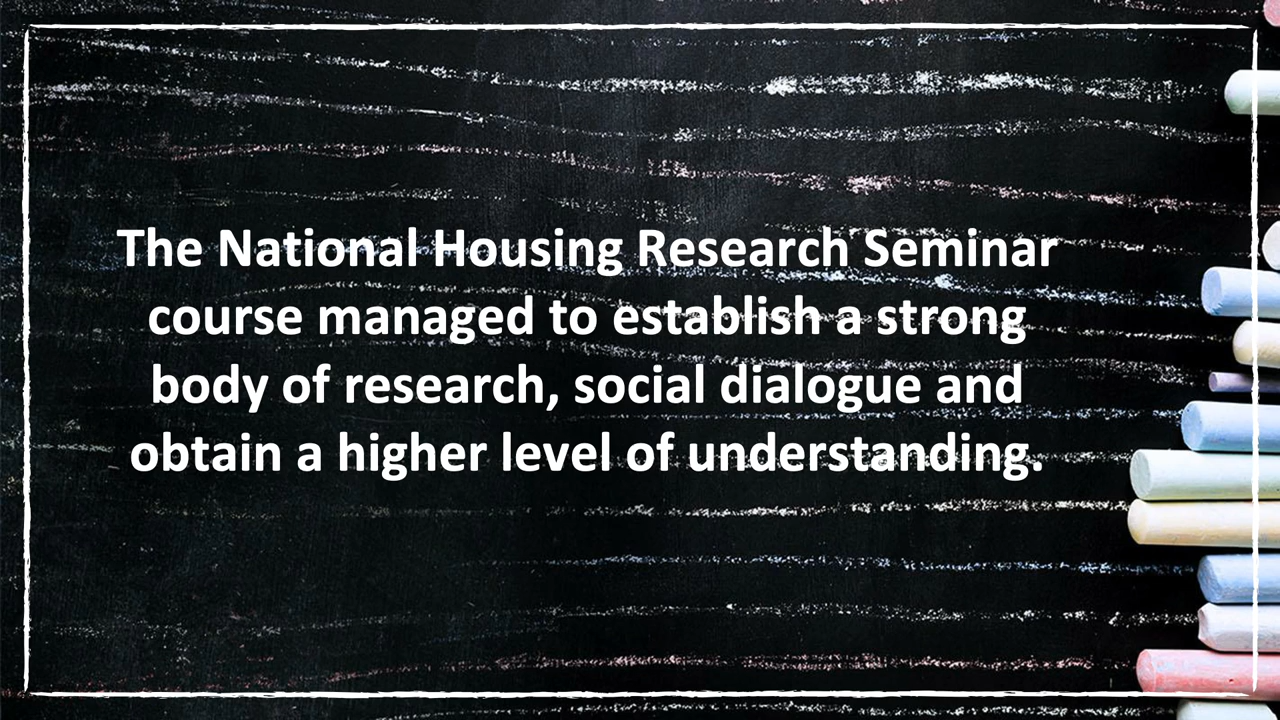 The National Housing Research Seminar
course managed to establish a strong
body of research, social dialogue and
obtain a higher level of understanding.